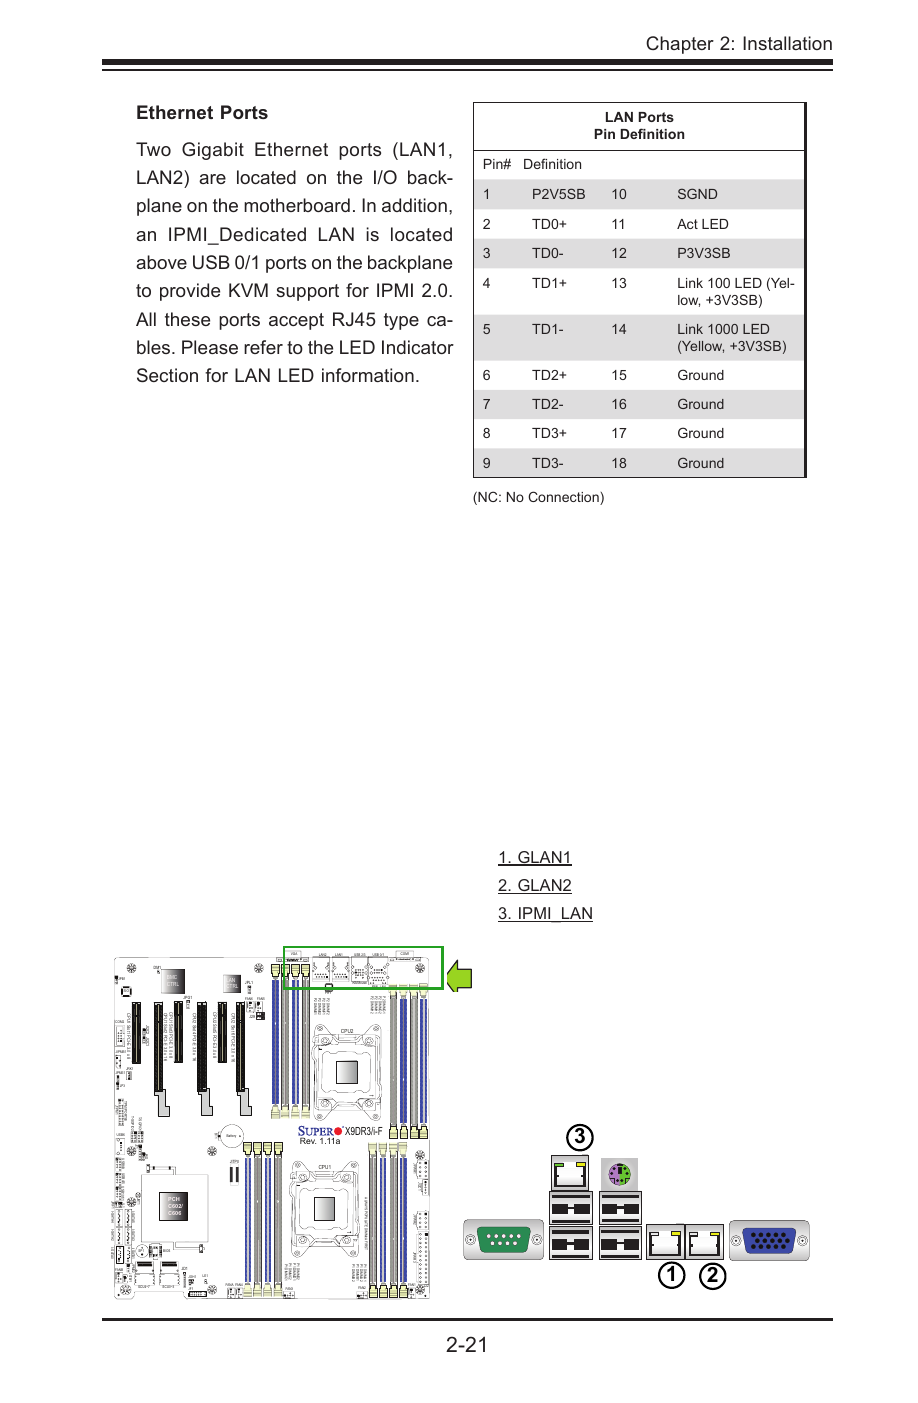 Chapter 2: Installation
Ethernet Ports
Two Gigabit Ethernet ports (LAN1,
LAN2) are located on the I/O back-
plane on the motherboard. In addition,
an IPMI_Dedicated LAN is located
above USB 0/1 ports on the backplane
to provide KVM support for IPMI 2.0.
All these ports accept RJ45 type ca-
bles. Please refer to the LED Indicator
Section for LAN LED information.
LAN Ports
Pin Definition
Pin# Definition
1 P2V5SB 10 SGND
2 TD0+ 11 Act LED
3 TD0- 12 P3V3SB
4 TD1+ 13 Link 100 LED (Yel-
low, +3V3SB)
5 TD1- 14 Link 1000 LED
(Yellow, +3V3SB)
6 TD2+ 15 Ground
7 TD2- 16 Ground
8 TD3+ 17 Ground
9 TD3- 18 Ground
(NC: No Connection)
1. GLAN1
2. GLAN2
3. IPMI_LAN
CPU2
SUPER X9DR3/i-F
Rev. 1.11a
Battery
CPU1
PCH
C602/
C606
3
1
2
2-21